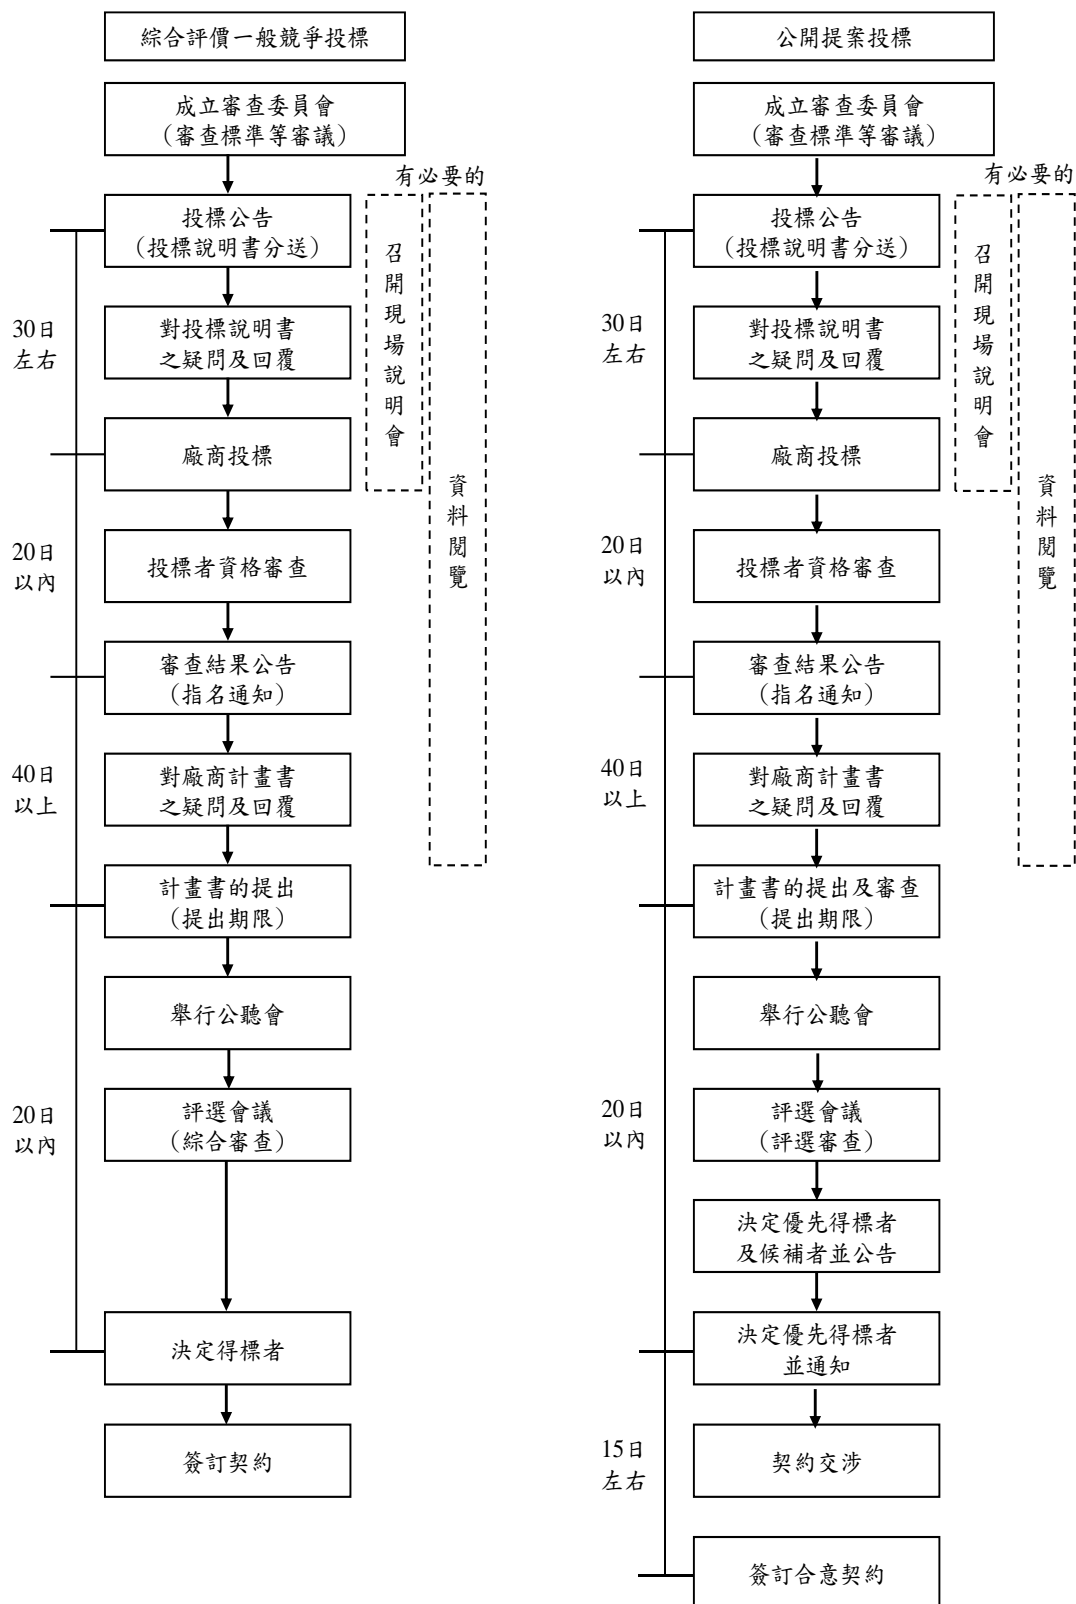 綜合評價一般競爭投標
成立審查委員會
（審查標準等審議）
有必要的
投標公告
（投標說明書分送）
召開現場說明會
資料閱覽
30日
左右
對投標說明書
之疑問及回覆
廠商投標
20日
以內
投標者資格審查
審查結果公告
（指名通知）
40日
以上
對廠商計畫書
之疑問及回覆
計畫書的提出
（提出期限）
舉行公聽會
20日
以內
評選會議
（綜合審查）
決定得標者
簽訂契約
公開提案投標
成立審查委員會
（審查標準等審議）
有必要的
投標公告
（投標說明書分送）
召開現場說明會
資料閱覽
30日
左右
對投標說明書
之疑問及回覆
廠商投標
20日
以內
投標者資格審查
審查結果公告
（指名通知）
40日
以上
對廠商計畫書
之疑問及回覆
計畫書的提出及審查
（提出期限）
舉行公聽會
20日
以內
評選會議
（評選審查）
決定優先得標者
及候補者並公告
決定優先得標者
並通知
15日
左右
契約交涉
簽訂合意契約